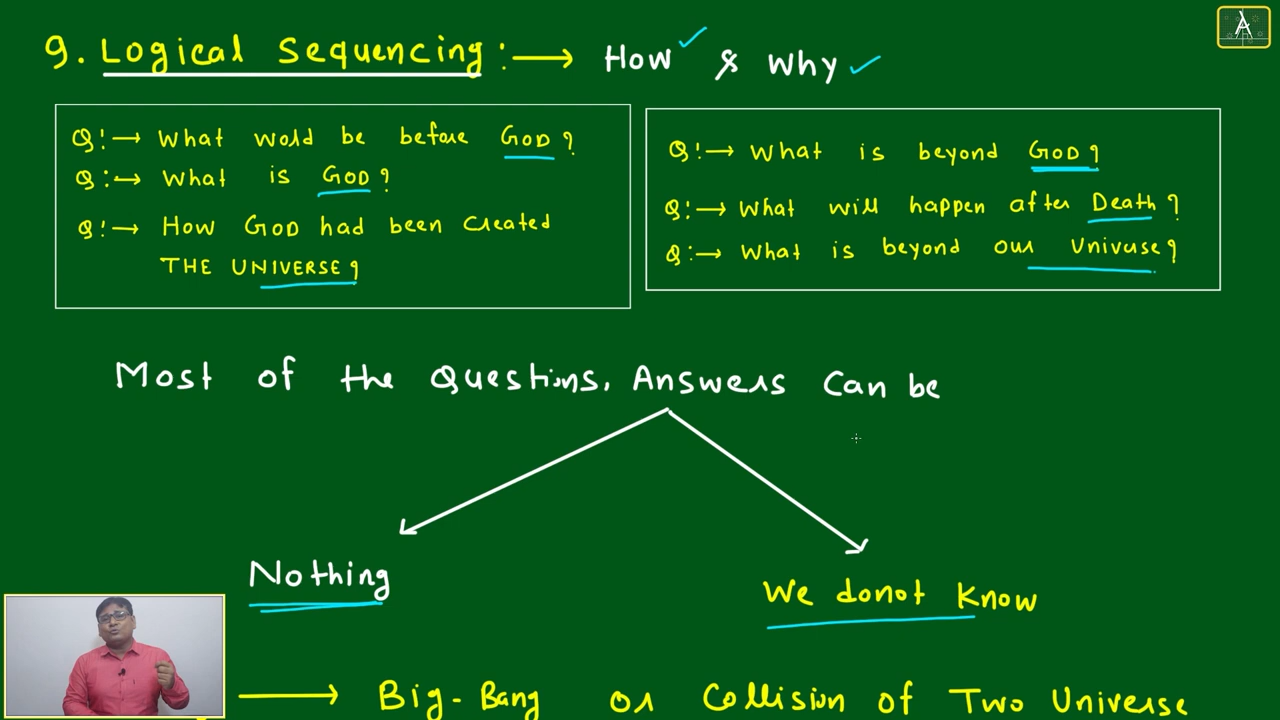 9. Logical Sequencing :→ How ✓ & Why ✓
Q!→ What wold be before GOD?
Q:→ What is GOD?
Q!→ How GOD had been created
THE UNIVERSE?
Q!→ What is beyond GOD?
Q!→ What will happen after Death?
Q:→ What is beyond our Universe?
Most of the Questions. Answers can be
Nothing
We donot Know
→ Big-Bang or Collision of Two Universe